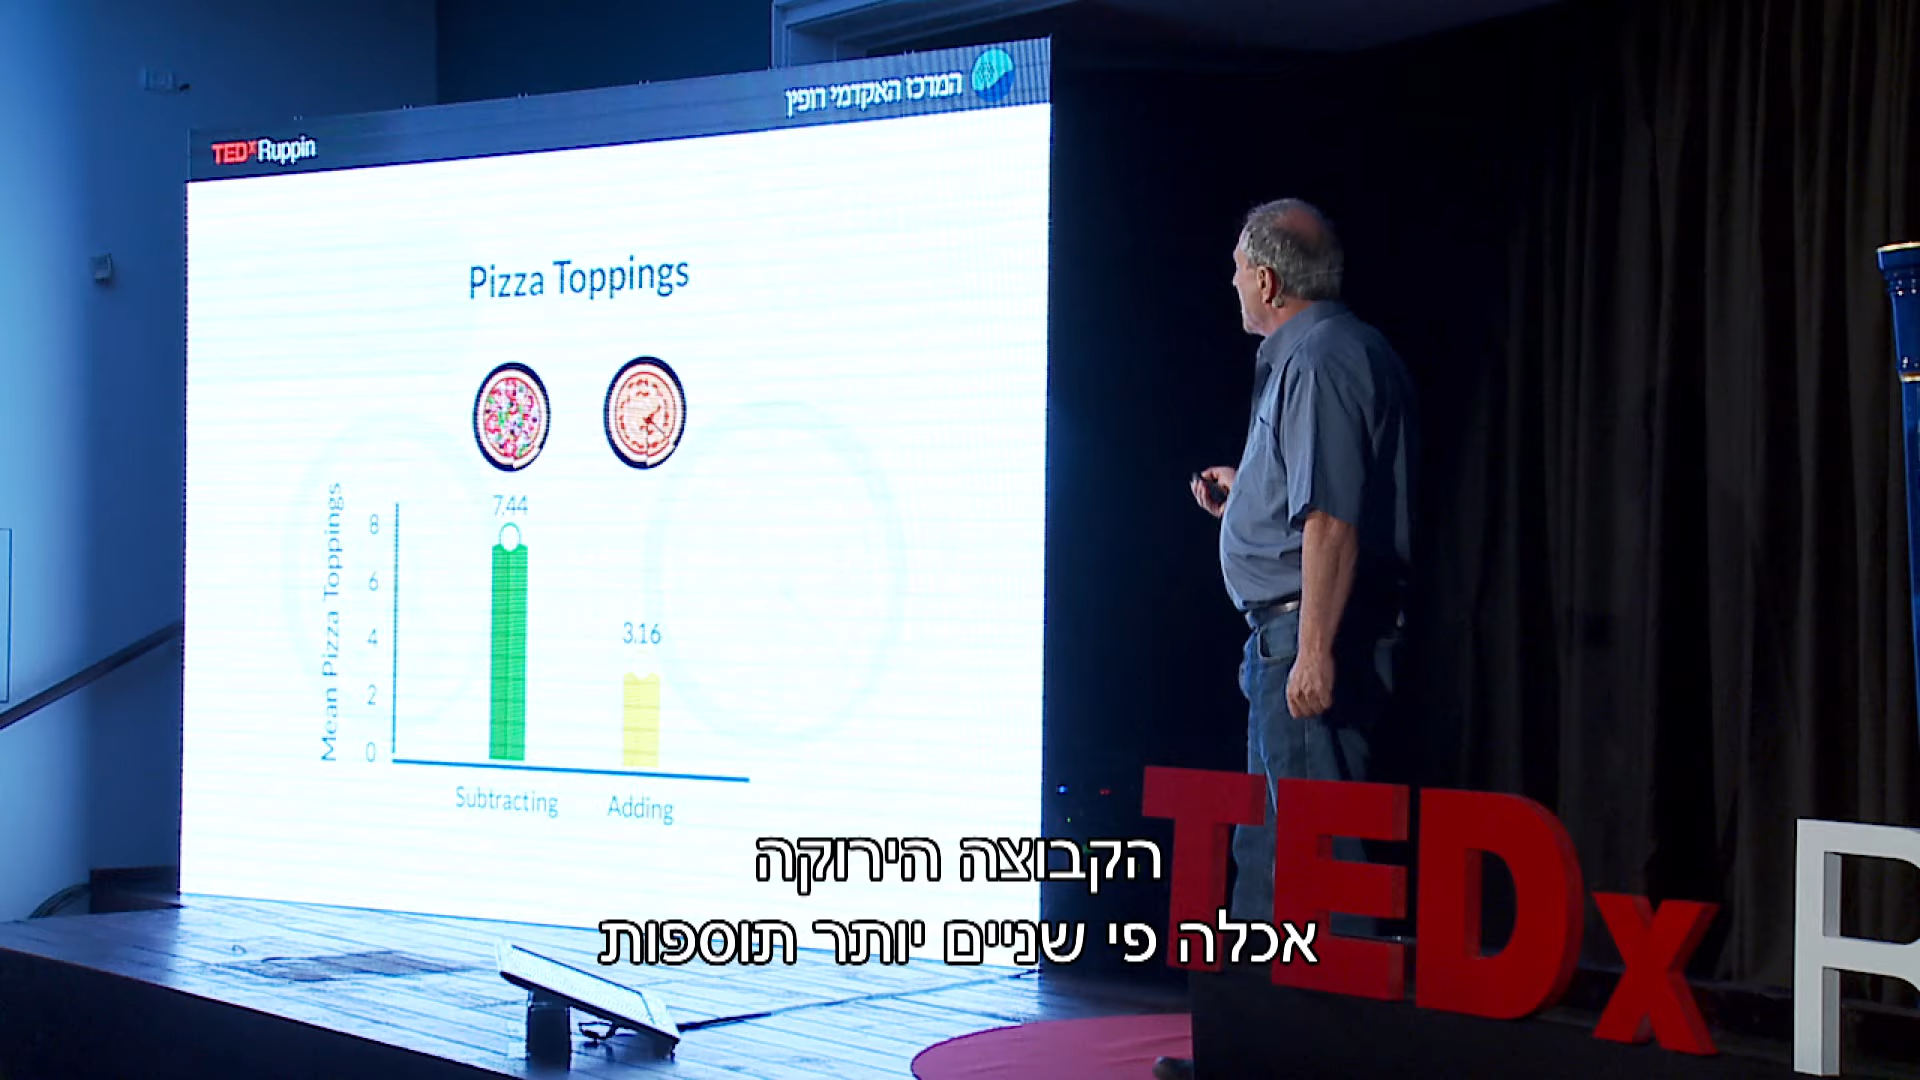 המרכז האקדמי רופין
TEDxRuppin
Pizza Toppings
7.44
3.16
Mean Pizza Toppings
8
6
4
2
0
Subtracting
Adding
הקבוצה הירוקה
אכלה פי שניים יותר תוספות
TEDx R